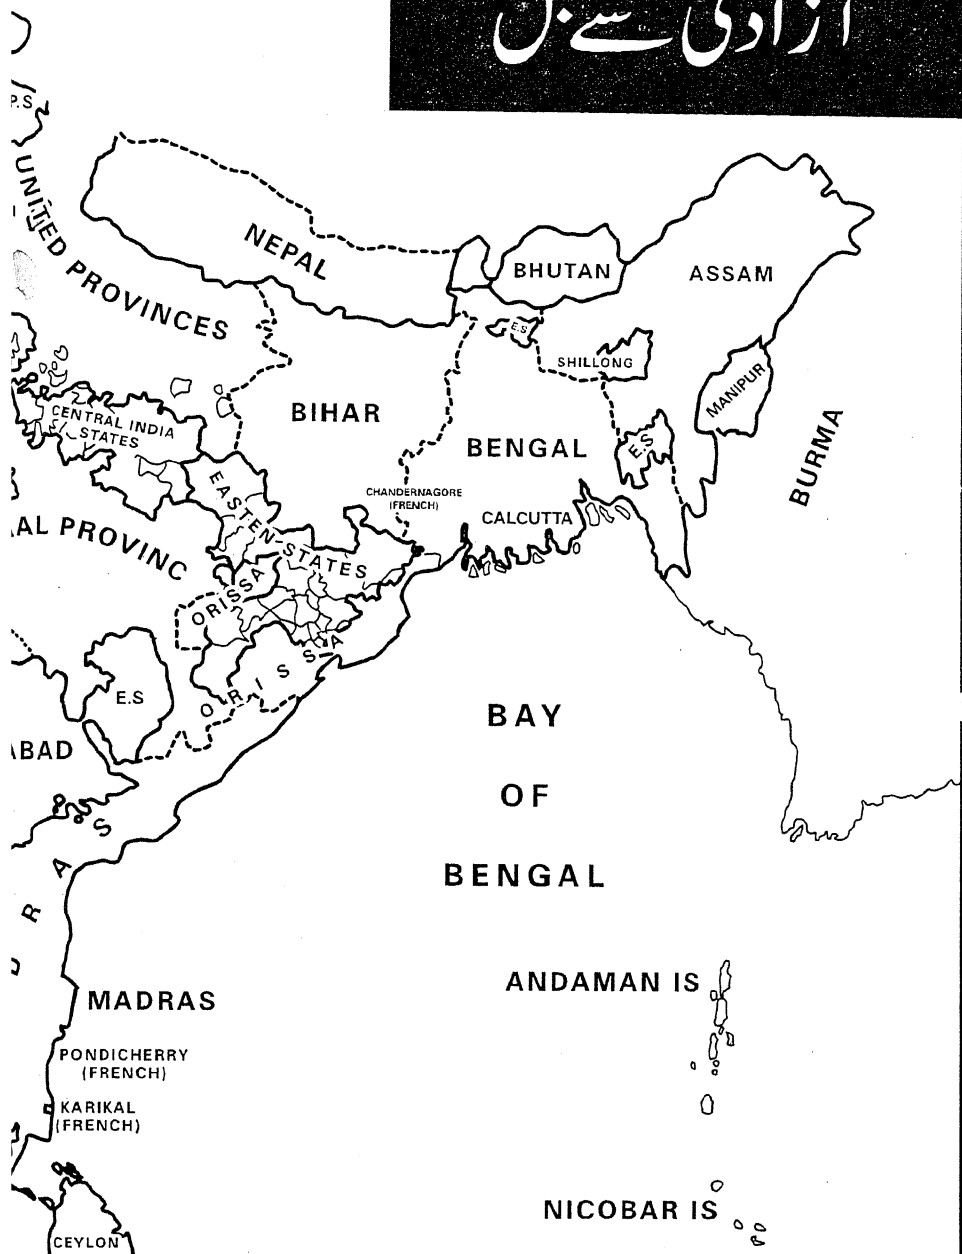 آزادی سے قبل
P.S
UNITED PROVINCES
NEPAL
BHUTAN
ASSAM
E.S
SHILLONG
MANIPUR
CENTRAL INDIA
STATES
BIHAR
BENGAL
E.S
BURMA
EASTEN STATES
CHANDERNAGORE
(FRENCH)
CALCUTTA
AL PROVINC
ORISSA
ORISSA
E.S
ABAD
BAY
OF
BENGAL
RAS
ANDAMAN IS
MADRAS
PONDICHERRY
(FRENCH)
KARIKAL
(FRENCH)
NICOBAR IS
CEYLON